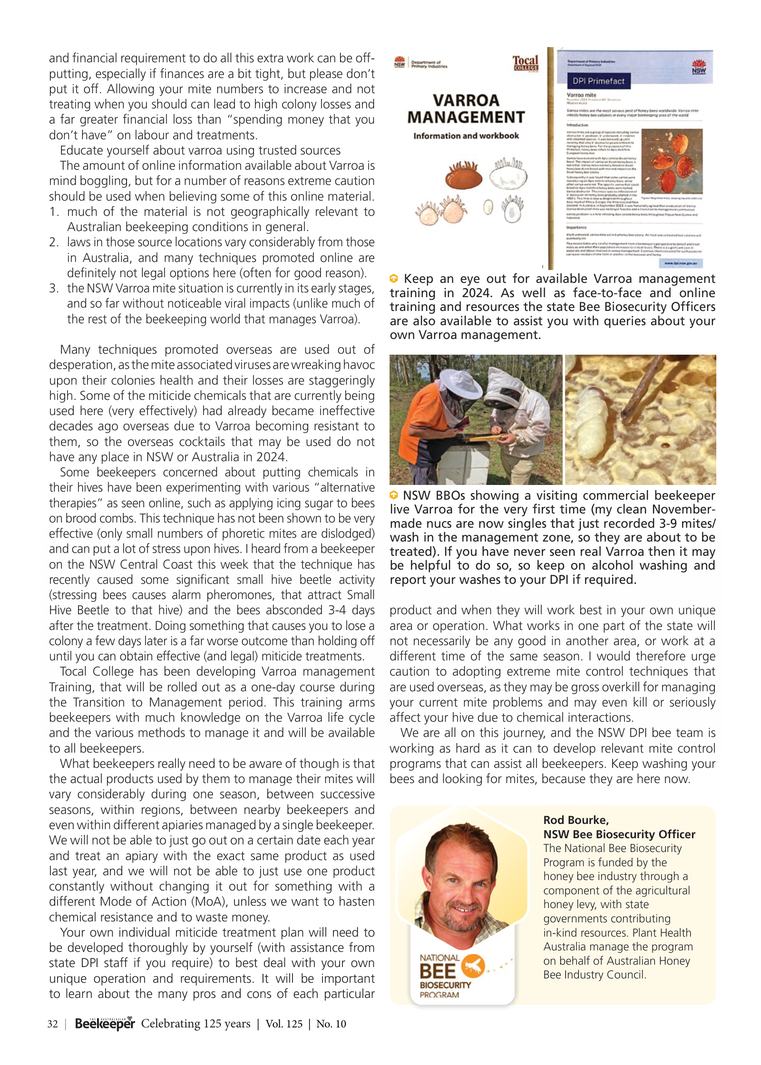 and financial requirement to do all this extra work can be off-
putting, especially if finances are a bit tight, but please don't
put it off. Allowing your mite numbers to increase and not
treating when you should can lead to high colony losses and
a far greater financial loss than “spending money that you
don't have” on labour and treatments.
Educate yourself about varroa using trusted sources
The amount of online information available about Varroa is
mind boggling, but for a number of reasons extreme caution
should be used when believing some of this online material.
1. much of the material is not geographically relevant to
Australian beekeeping conditions in general.
2. laws in those source locations vary considerably from those
in Australia, and many techniques promoted online are
definitely not legal options here (often for good reason).
3. the NSW Varroa mite situation is currently in its early stages,
and so far without noticeable viral impacts (unlike much of
the rest of the beekeeping world that manages Varroa).
Many techniques promoted overseas are used out of
desperation, as the mite associated viruses are wreaking havoc
upon their colonies health and their losses are staggeringly
high. Some of the miticide chemicals that are currently being
used here (very effectively) had already became ineffective
decades ago overseas due to Varroa becoming resistant to
them, so the overseas cocktails that may be used do not
have any place in NSW or Australia in 2024.
Some beekeepers concerned about putting chemicals in
their hives have been experimenting with various “alternative
therapies” as seen online, such as applying icing sugar to bees
on brood combs. This technique has not been shown to be very
effective (only small numbers of phoretic mites are dislodged)
and can put a lot of stress upon hives. I heard from a beekeeper
on the NSW Central Coast this week that the technique has
recently caused some significant small hive beetle activity
(stressing bees causes alarm pheromones, that attract Small
Hive Beetle to that hive) and the bees absconded 3-4 days
after the treatment. Doing something that causes you to lose a
colony a few days later is a far worse outcome than holding off
until you can obtain effective (and legal) miticide treatments.
Tocal College has been developing Varroa management
Training, that will be rolled out as a one-day course during
the Transition to Management period. This training arms
beekeepers with much knowledge on the Varroa life cycle
and the various methods to manage it and will be available
to all beekeepers.
What beekeepers really need to be aware of though is that
the actual products used by them to manage their mites will
vary considerably during one season, between successive
seasons, within regions, between nearby beekeepers and
even within different apiaries managed by a single beekeeper.
We will not be able to just go out on a certain date each year
and treat an apiary with the exact same product as used
last year, and we will not be able to just use one product
constantly without changing it out for something with a
different Mode of Action (MoA), unless we want to hasten
chemical resistance and to waste money.
Your own individual miticide treatment plan will need to
be developed thoroughly by yourself (with assistance from
state DPI staff if you require) to best deal with your own
unique operation and requirements. It will be important
to learn about the many pros and cons of each particular
NSW
Department of
Primary Industries
Tocal
COLLEGE
VARROA
MANAGEMENT
Information and workbook
Department of Primary Industries
NSW
DPI Primefact
Varroa mite
Introduction
Importance
www.dpi.nsw.gov.au
Keep an eye out for available Varroa management
training in 2024. As well as face-to-face and online
training and resources the state Bee Biosecurity Officers
are also available to assist you with queries about your
own Varroa management.
NSW BBOs showing a visiting commercial beekeeper
live Varroa for the very first time (my clean November-
made nucs are now singles that just recorded 3-9 mites/
wash in the management zone, so they are about to be
treated). If you have never seen real Varroa then it may
be helpful to do so, so keep on alcohol washing and
report your washes to your DPI if required.
product and when they will work best in your own unique
area or operation. What works in one part of the state will
not necessarily be any good in another area, or work at a
different time of the same season. I would therefore urge
caution to adopting extreme mite control techniques that
are used overseas, as they may be gross overkill for managing
your current mite problems and may even kill or seriously
affect your hive due to chemical interactions.
We are all on this journey, and the NSW DPI bee team is
working as hard as it can to develop relevant mite control
programs that can assist all beekeepers. Keep washing your
bees and looking for mites, because they are here now.
NATIONAL
BEE
BIOSECURITY
PROGRAM
Rod Bourke,
NSW Bee Biosecurity Officer
The National Bee Biosecurity
Program is funded by the
honey bee industry through a
component of the agricultural
honey levy, with state
governments contributing
in-kind resources. Plant Health
Australia manage the program
on behalf of Australian Honey
Bee Industry Council.
32 | Beekeeper Celebrating 125 years | Vol. 125 | No. 10